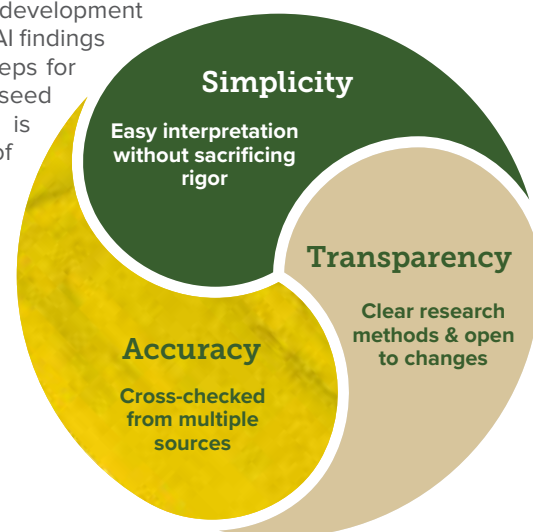 development
AI findings
eps for
seed
is
of
Simplicity
Easy interpretation
without sacrificing
rigor
Transparency
Clear research
methods & open
to changes
Accuracy
Cross-checked
from multiple
sources